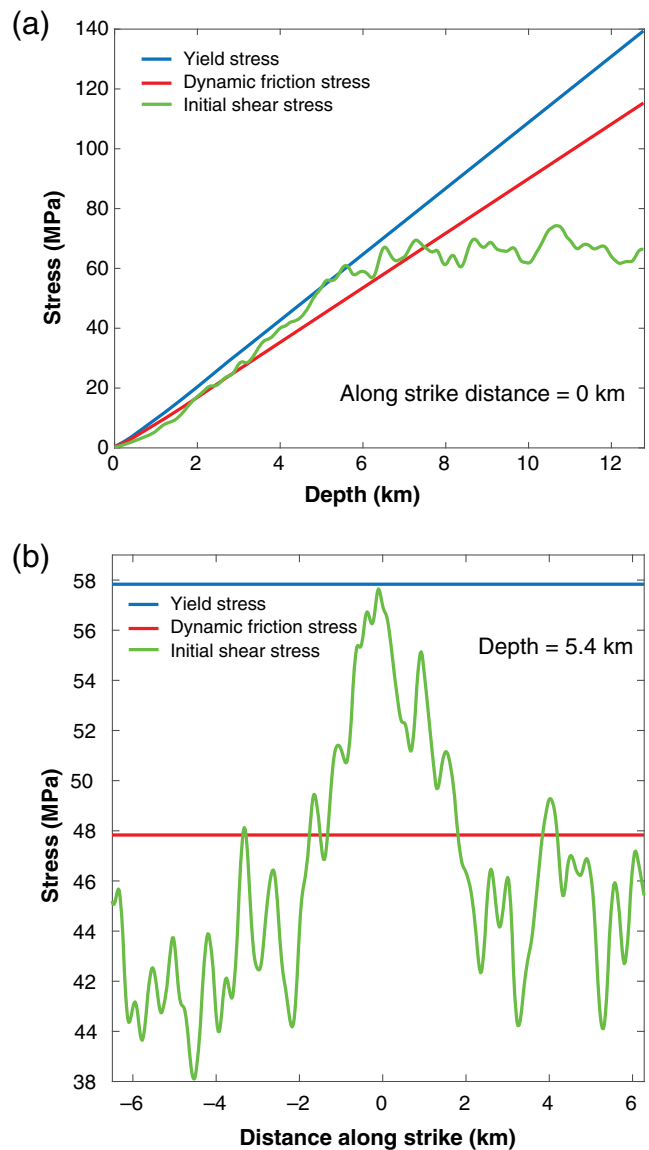 (a)
140
120
100
80
60
40
20
0
Stress (MPa)
Yield stress
Dynamic friction stress
Initial shear stress
Along strike distance = 0 km
0
2
4
6
8
10
12
Depth (km)
(b)
58
56
54
52
51
48
46
44
42
44
38
Stress (MPa)
Yield stress
Dynamic friction stress
Initial shear stress
Depth = 5.4 km
−6
−4
−2
0
2
4
6
Distance along strike (km)